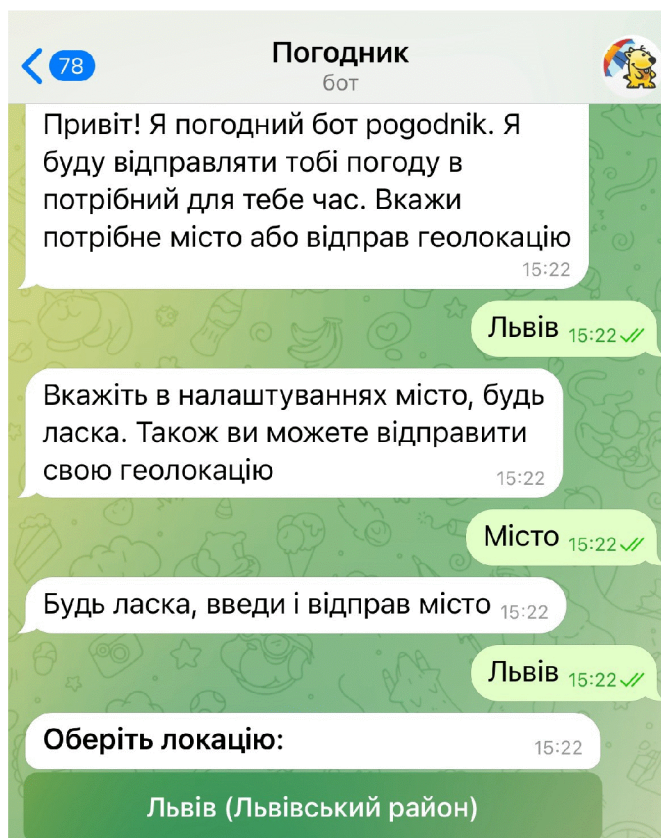 78
Погодник
бот
Привіт! Я погодний бот pogodnik. Я
буду відправляти тобі погоду в
потрібний для тебе час. Вкажи
потрібне місто або відправ геолокацію
15:22
Львів 15:22
Вкажіть в налаштуваннях місто, будь
ласка. Також ви можете відправити
свою геолокацію 15:22
Місто 15:22
Будь ласка, введи і відправ місто 15:22
Львів 15:22
Оберіть локацію: 15:22
Львів (Львівський район)